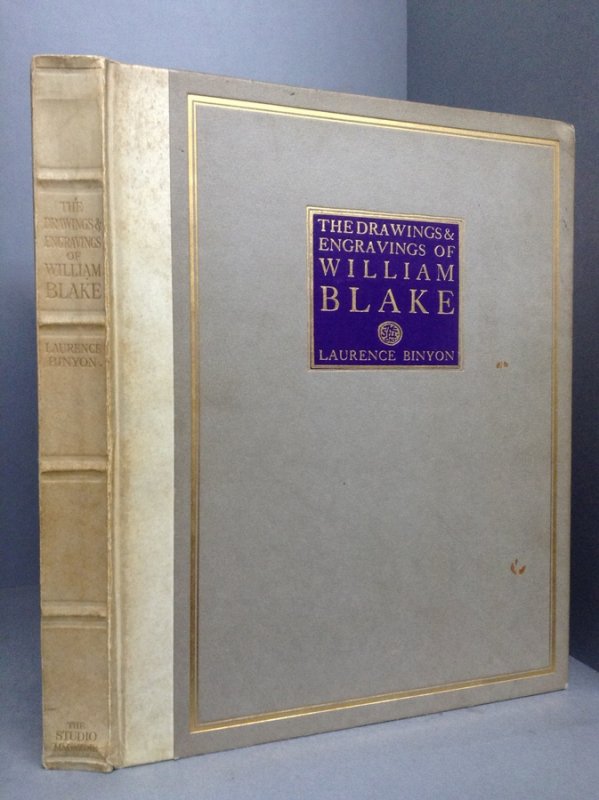 THE
DRAWINGS &
ENGRAVINGS
OF
WILLIAM
BLAKE
LAURENCE
BINYON
THE
STUDIO
THE DRAWINGS &
ENGRAVINGS OF
WILLIAM
BLAKE
LAURENCE BINYON